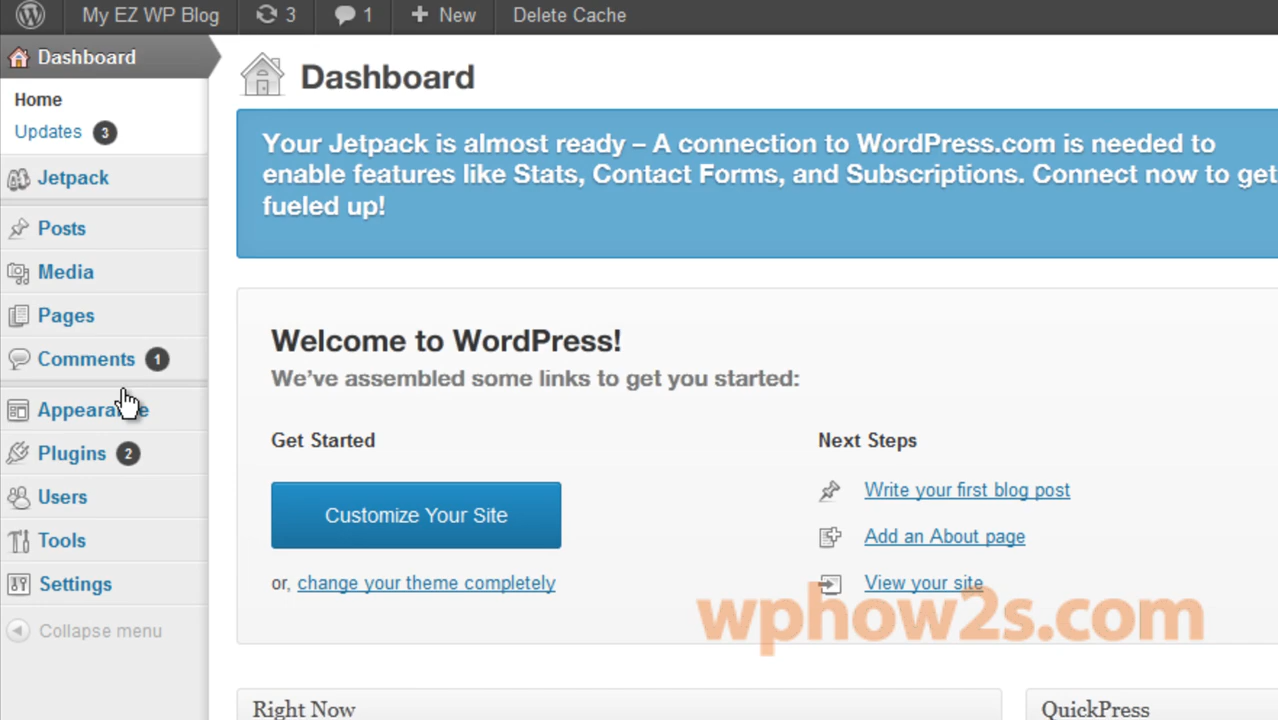 My EZ WP Blog 3 1 New Delete Cache
Dashboard
Home
Updates 3
Jetpack
Posts
Media
Pages
Comments 1
Appearance
Plugins 2
Users
Tools
Settings
Collapse menu
Dashboard
Your Jetpack is almost ready – A connection to WordPress.com is needed to
enable features like Stats, Contact Forms, and Subscriptions. Connect now to get
fueled up!
Welcome to WordPress!
We've assembled some links to get you started:
Get Started
Customize Your Site
or, change your theme completely
Next Steps
Write your first blog post
Add an About page
View your site
wphow2s.com
Right Now
QuickPress